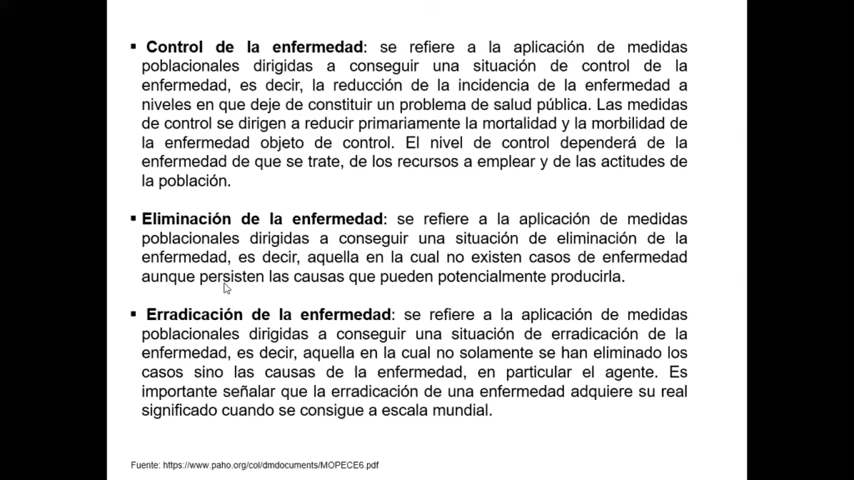 ▪ Control de la enfermedad: se refiere a la aplicación de medidas
poblacionales dirigidas a conseguir una situación de control de la
enfermedad, es decir, la reducción de la incidencia de la enfermedad a
niveles en que deje de constituir un problema de salud pública. Las medidas
de control se dirigen a reducir primariamente la mortalidad y la morbilidad de
la enfermedad objeto de control. El nivel de control dependerá de la
enfermedad de que se trate, de los recursos a emplear y de las actitudes de
la población.
▪ Eliminación de la enfermedad: se refiere a la aplicación de medidas
poblacionales dirigidas a conseguir una situación de eliminación de la
enfermedad, es decir, aquella en la cual no existen casos de enfermedad
aunque persisten las causas que pueden potencialmente producirla.
▪ Erradicación de la enfermedad: se refiere a la aplicación de medidas
poblacionales dirigidas a conseguir una situación de erradicación de la
enfermedad, es decir, aquella en la cual no solamente se han eliminado los
casos sino las causas de la enfermedad, en particular el agente. Es
importante señalar que la erradicación de una enfermedad adquiere su real
significado cuando se consigue a escala mundial.
Fuente: https://www.paho.org/col/dmdocuments/MOPECE6.pdf